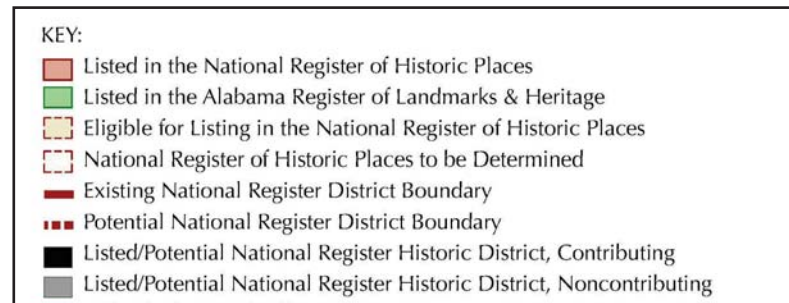 KEY:
Listed in the National Register of Historic Places
Listed in the Alabama Register of Landmarks & Heritage
Eligible for Listing in the National Register of Historic Places
National Register of Historic Places to be Determined
Existing National Register District Boundary
Potential National Register District Boundary
Listed/Potential National Register Historic District, Contributing
Listed/Potential National Register Historic District, Noncontributing